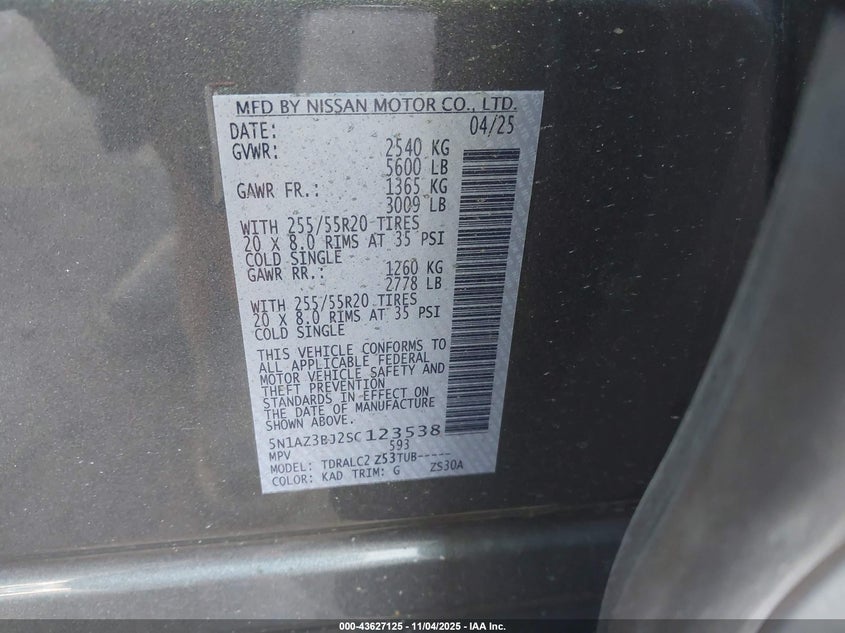 MFD BY NISSAN MOTOR CO., LTD.
DATE: 04/25
GVWR: 2540 KG
5600 LB
GAWR FR.: 1365 KG
3009 LB
WITH 255/55R20 TIRES
20 X 8.0 RIMS AT 35 PSI
COLD SINGLE
GAWR RR.: 1260 KG
2778 LB
WITH 255/55R20 TIRES
20 X 8.0 RIMS AT 35 PSI
COLD SINGLE
THIS VEHICLE CONFORMS TO
ALL APPLICABLE FEDERAL
MOTOR VEHICLE SAFETY AND
THEFT PREVENTION
STANDARDS IN EFFECT ON
THE DATE OF MANUFACTURE
SHOWN ABOVE.
5N1AZ3BJ2SC123538
MPV 593
MODEL: TDRALC2 Z53TUB-----
COLOR: KAD TRIM: G ZS30A
000-43627125 - 11/04/2025 - IAA Inc.